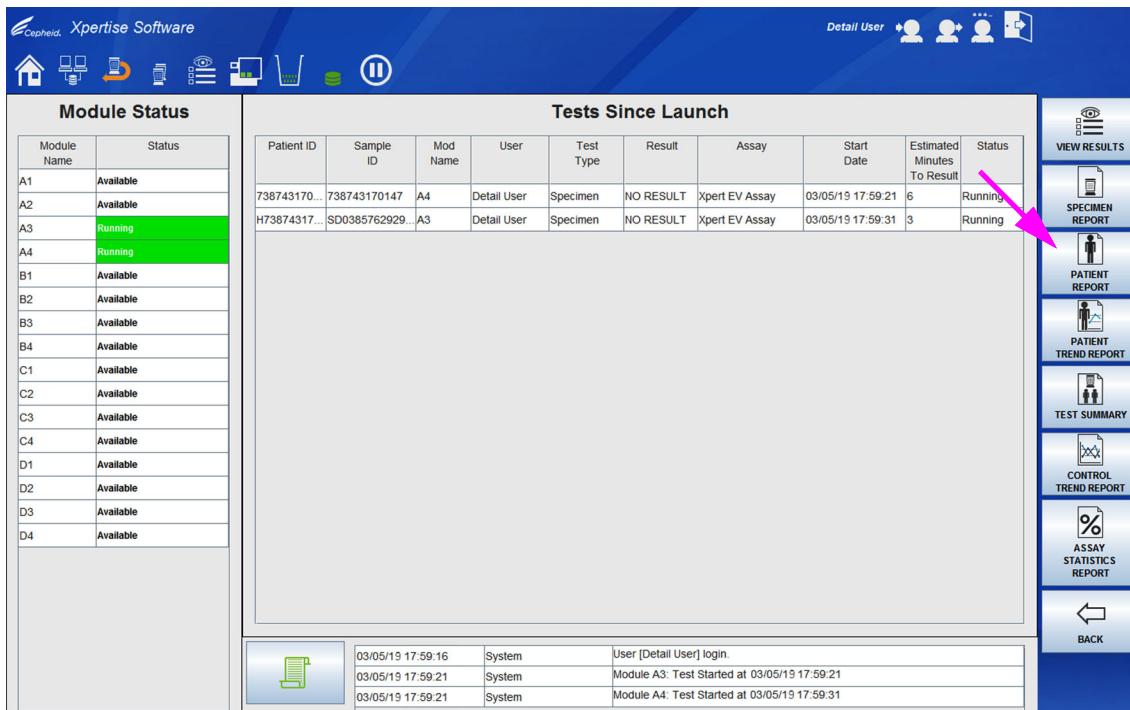 Cepheid. Xpertise Software
Detail User
Module Status
Module Name Status
A1 Available
A2 Available
A3 Running
A4 Running
B1 Available
B2 Available
B3 Available
B4 Available
C1 Available
C2 Available
C3 Available
C4 Available
D1 Available
D2 Available
D3 Available
D4 Available
Tests Since Launch
Patient ID Sample ID Mod Name User Test Type Result Assay Start Date Estimated Minutes To Result Status
738743170... 738743170147 A4 Detail User Specimen NO RESULT Xpert EV Assay 03/05/19 17:59:21 6 Running
H73874317... SD0385762929... A3 Detail User Specimen NO RESULT Xpert EV Assay 03/05/19 17:59:31 3 Running
03/05/19 17:59:16 System User [Detail User] login.
03/05/19 17:59:21 System Module A3: Test Started at 03/05/19 17:59:21
03/05/19 17:59:21 System Module A4: Test Started at 03/05/19 17:59:31
VIEW RESULTS
SPECIMEN
REPORT
PATIENT
REPORT
PATIENT
TREND REPORT
TEST SUMMARY
CONTROL
TREND REPORT
%
ASSAY
STATISTICS
REPORT
BACK